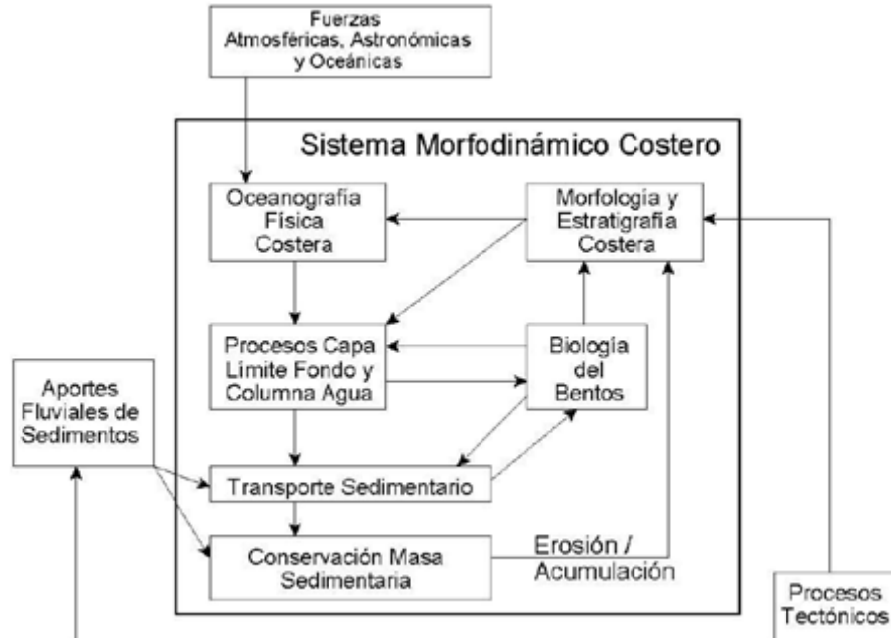 Fuerzas
Atmosféricas, Astronómicas
y Oceánicas
Sistema Morfodinámico Costero
Oceanografía
Física
Costera
Morfología y
Estratigrafía
Costera
Procesos Capa
Límite Fondo y
Columna Agua
Biología
del
Bentos
Aportes
Fluviales de
Sedimentos
Transporte Sedimentario
Conservación Masa
Sedimentaria
Erosión /
Acumulación
Procesos
Tectónicos